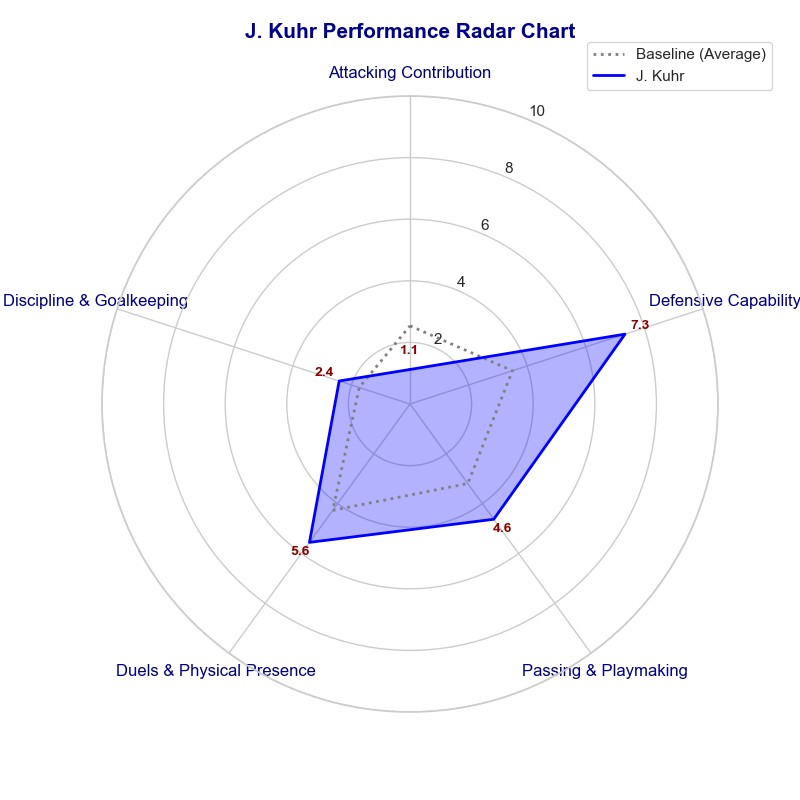 J. Kuhr Performance Radar Chart
Baseline (Average)
J. Kuhr
Attacking Contribution
10
8
6
4
2
1.1
Discipline & Goalkeeping
Defensive Capability
7.3
2.4
4.6
5.6
Duels & Physical Presence
Passing & Playmaking